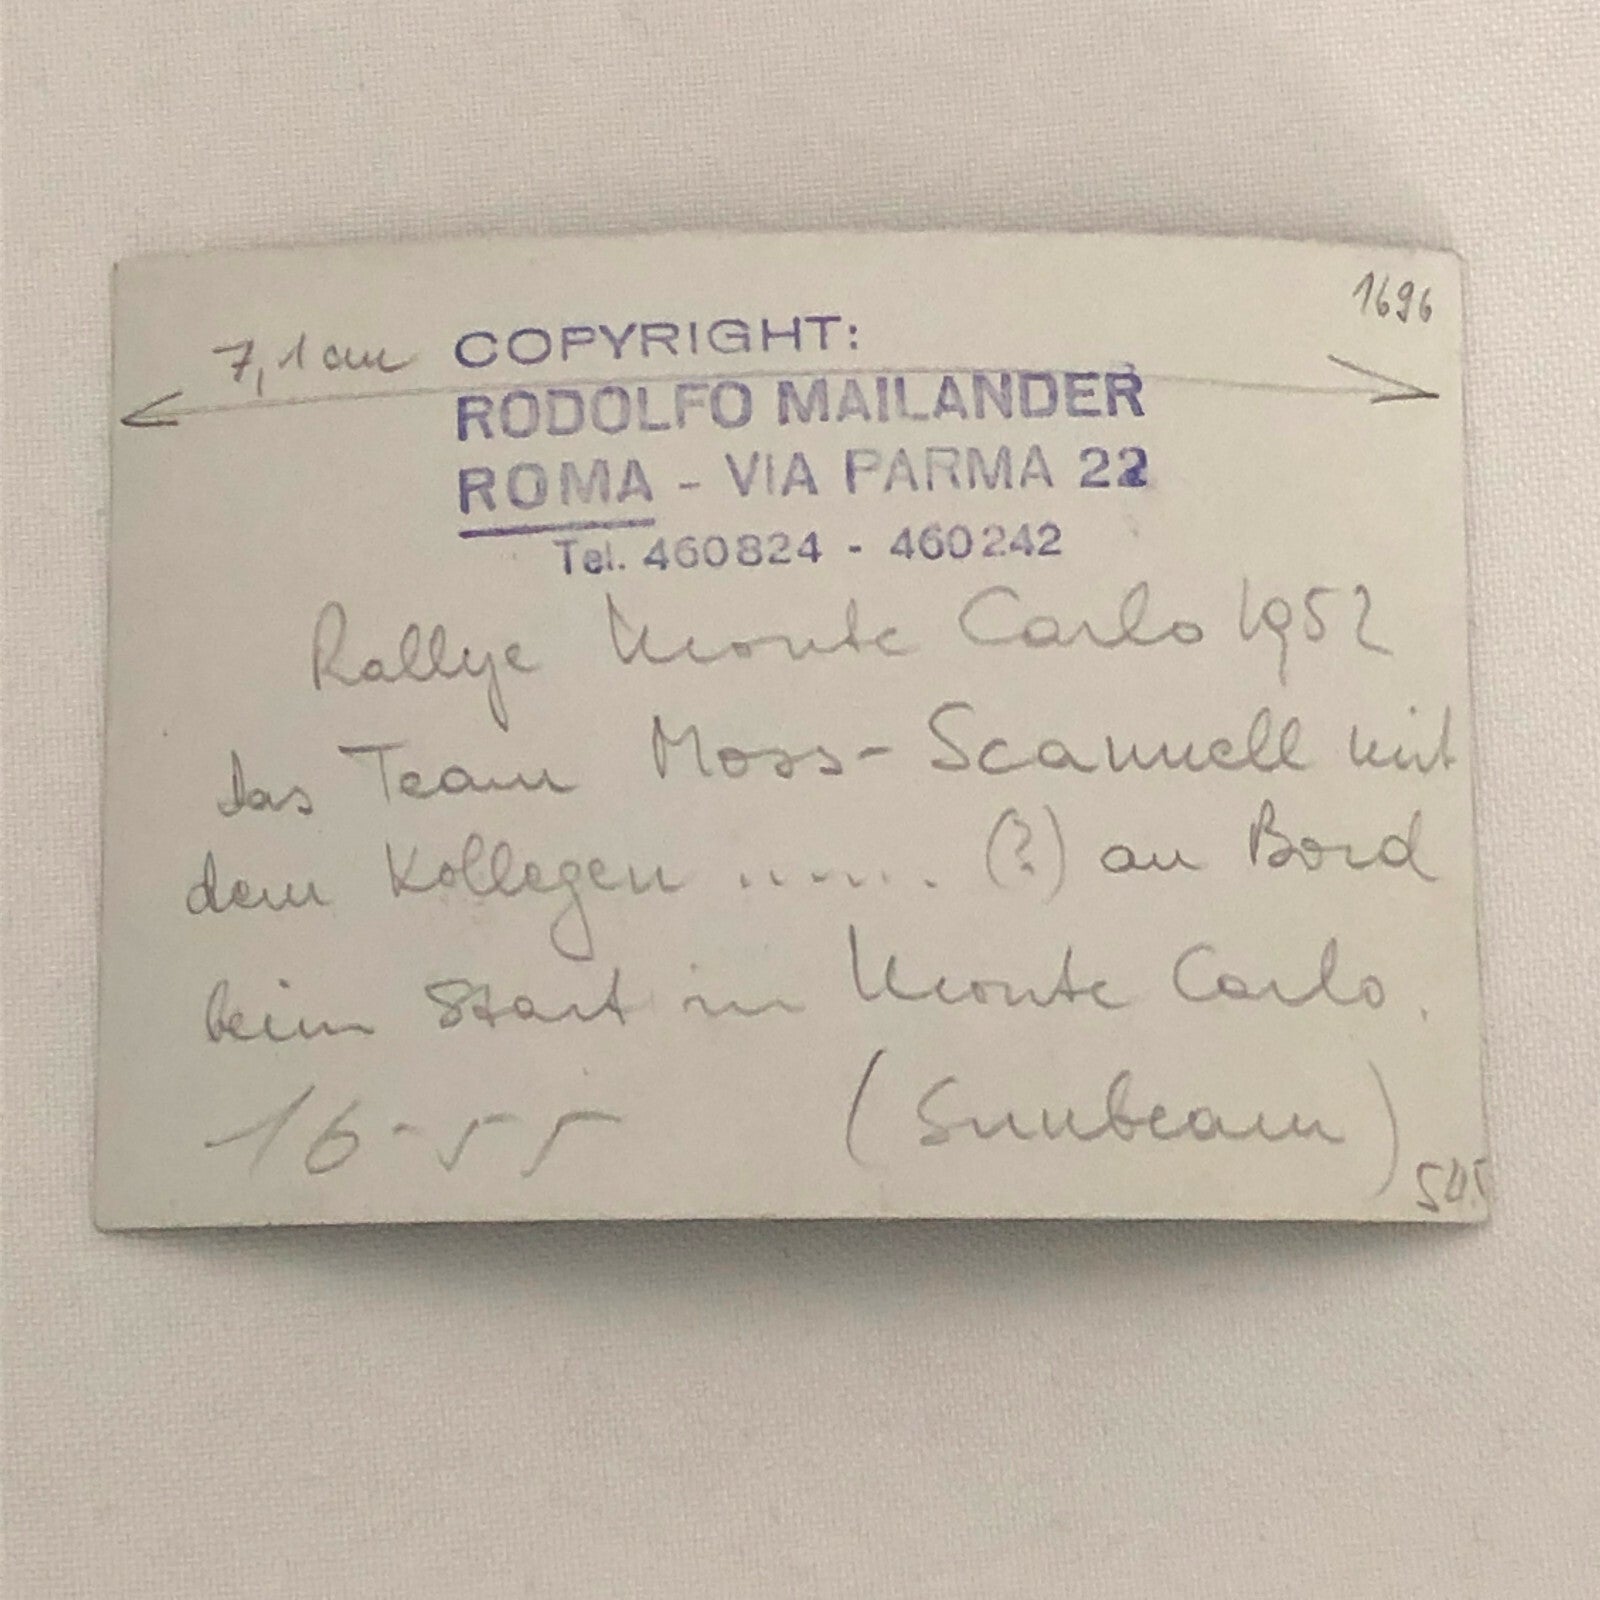 1696
7,1 cm
COPYRIGHT:
RODOLFO MAILANDER
ROMA - VIA PARMA 22
Tel. 460824 - 460242
Rallye Monte Carlo 1952
das Team Moss-Scannell mit
dem Kollegen ....... (?) an Bord
beim Start in Monte Carlo.
16-55
(Sunbeam)